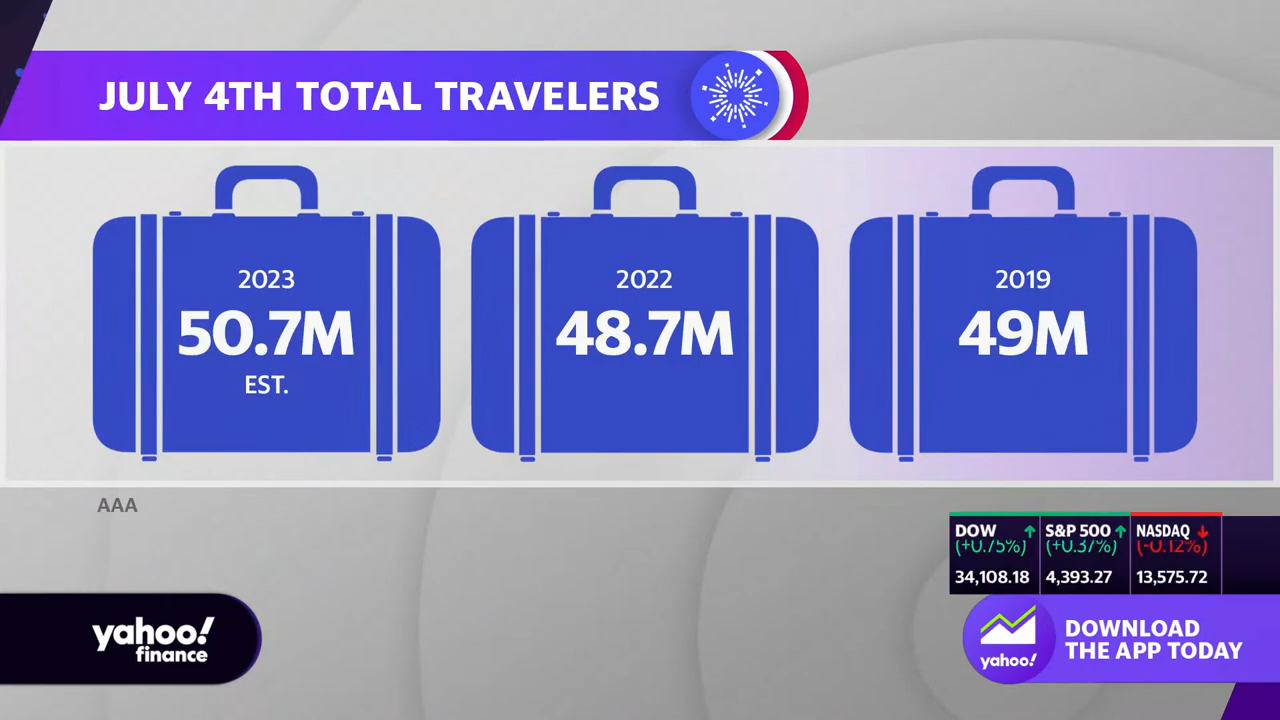 JULY 4TH TOTAL TRAVELERS
2023
50.7M
EST.
2022
48.7M
2019
49M
AAA
DOW
(+0.75%)
34,108.18
S&P 500
(+0.37%)
4,393.27
NASDAQ
(-0.12%)
13,575.72
yahoo!
finance
yahoo!
DOWNLOAD
THE APP TODAY